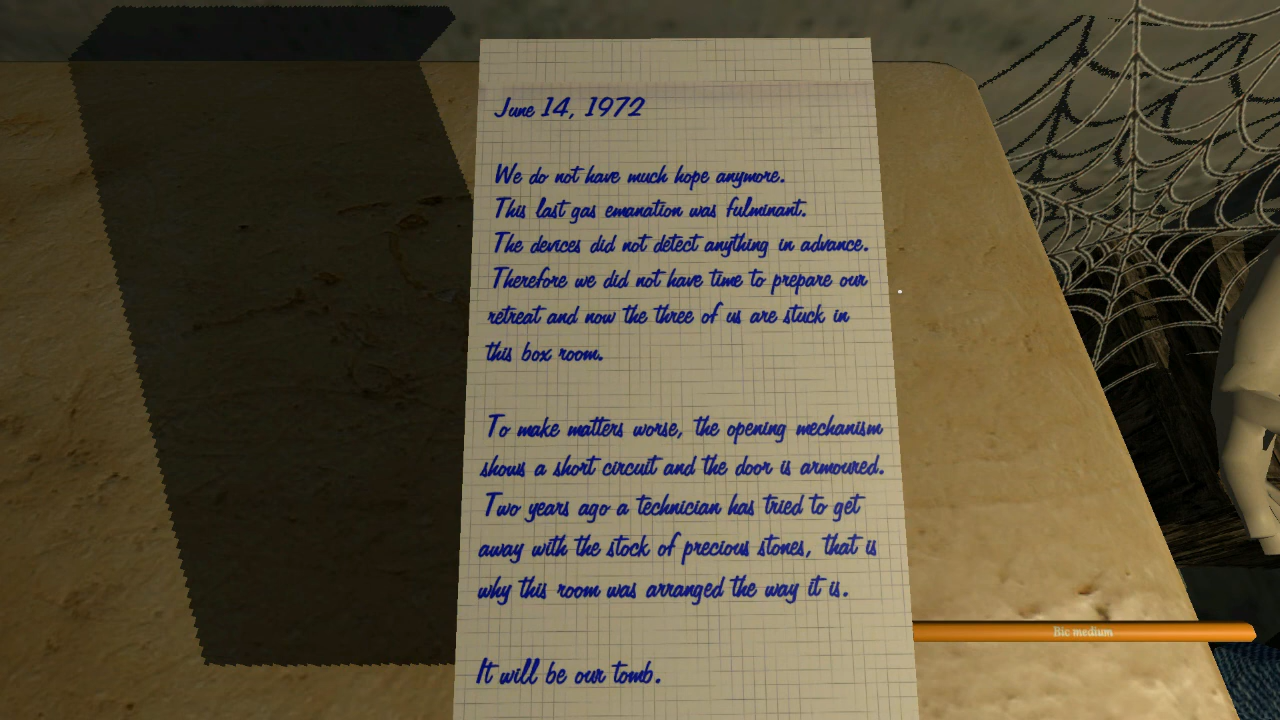 June 14, 1972
We do not have much hope anymore.
This last gas emanation was fulminant.
The devices did not detect anything in advance.
Therefore we did not have time to prepare our
retreat and now the three of us are stuck in
this box room.
To make matters worse, the opening mechanism
shows a short circuit and the door is armoured.
Two years ago a technician has tried to get
away with the stock of precious stones, that is
why this room was arranged the way it is.
It will be our tomb.
Bic medium